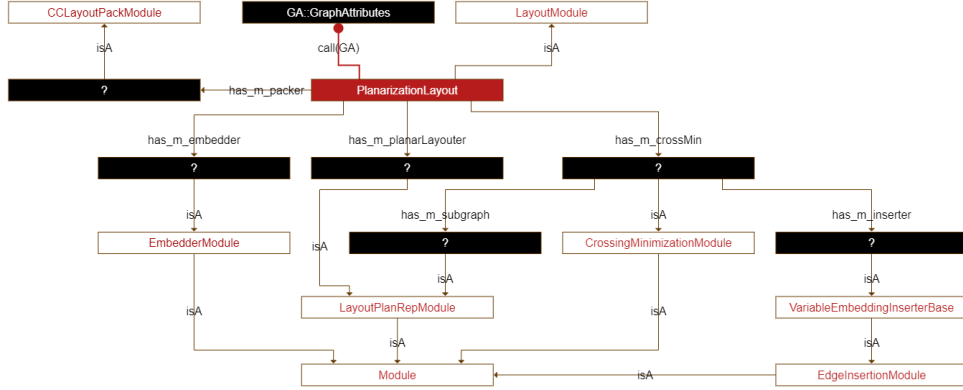 CCLayoutPackModule
GA::GraphAttributes
LayoutModule
isA
call(GA)
isA
?
has_m_packer
PlanarizationLayout
has_m_embedder
has_m_planarLayouter
has_m_crossMin
?
?
?
isA
has_m_subgraph
isA
has_m_inserter
EmbedderModule
isA
?
CrossingMinimizationModule
?
isA
isA
LayoutPlanRepModule
VariableEmbeddingInserterBase
isA
isA
isA
isA
Module
isA
EdgeInsertionModule